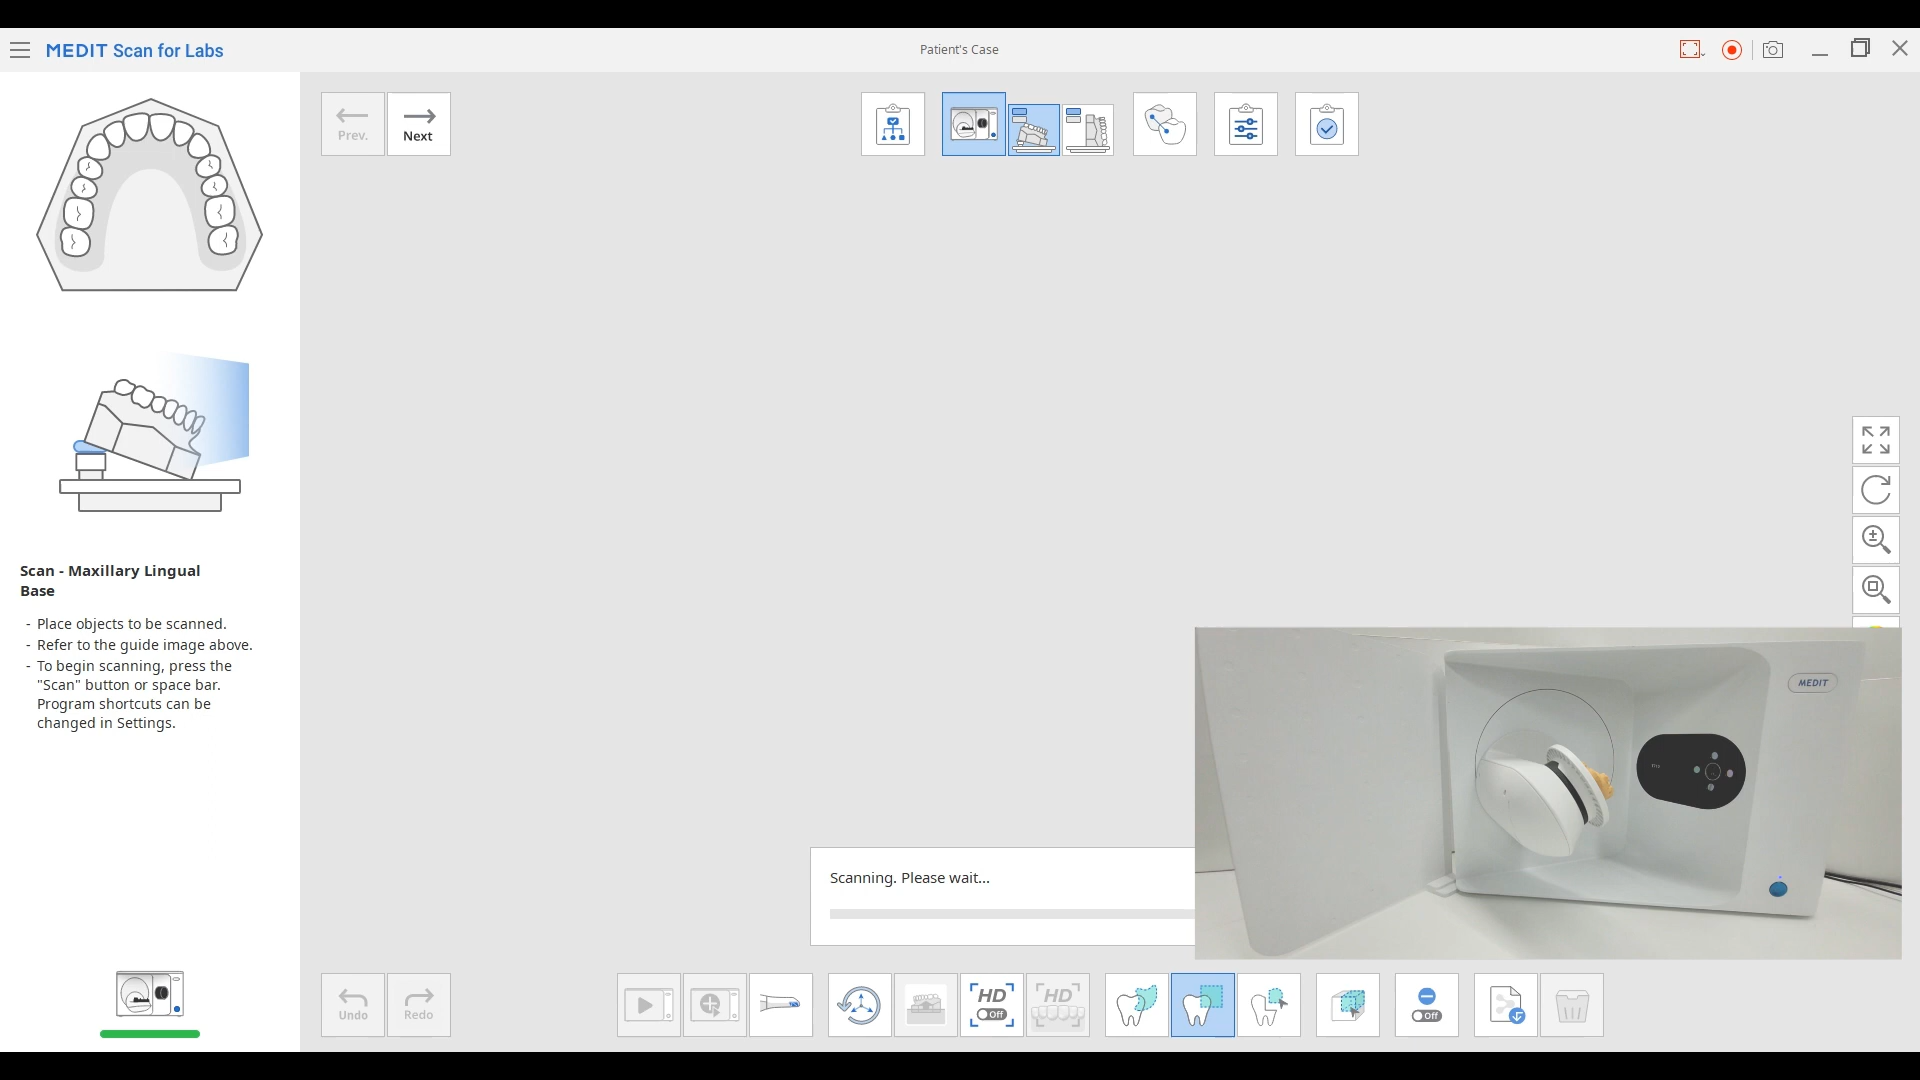 MEDIT Scan for Labs
Patient's Case
Prev.
Next
Scan - Maxillary Lingual
Base
- Place objects to be scanned.
- Refer to the guide image above.
- To begin scanning, press the
"Scan" button or space bar.
Program shortcuts can be
changed in Settings.
MEDIT
Scanning. Please wait...
Undo
Redo
HD
Off
HD
Off